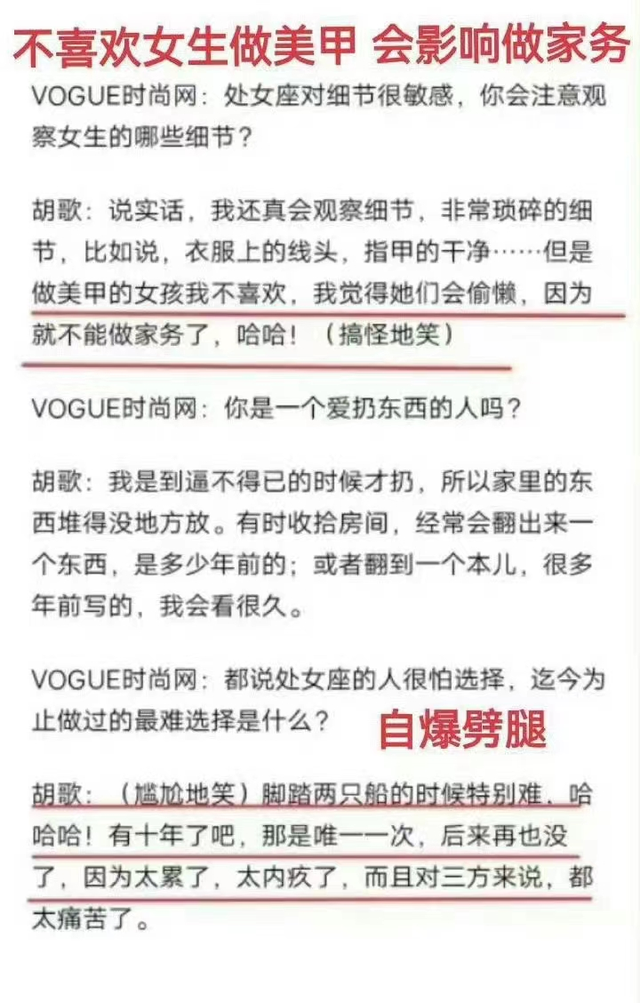 不喜欢女生做美甲 会影响做家务
VOGUE时尚网：处女座对细节很敏感，你会注意观
察女生的哪些细节？
胡歌：说实话，我还真会观察细节，非常琐碎的细
节，比如说，衣服上的线头，指甲的干净……但是
做美甲的女孩我不喜欢，我觉得她们会偷懒，因为
就不能做家务了，哈哈！（搞怪地笑）
VOGUE时尚网：你是一个爱扔东西的人吗？
胡歌：我是到逼不得已的时候才扔，所以家里的东
西堆得没地方放。有时收拾房间，经常会翻出来一
个东西，是多少年前的；或者翻到一个本儿，很多
年前写的，我会看很久。
VOGUE时尚网：都说处女座的人很怕选择，迄今为
止做过的最难选择是什么？
自爆劈腿
胡歌：（尴尬地笑）脚踏两只船的时候特别难，哈
哈哈！有十年了吧，那是唯一一次，后来再也没
了，因为太累了，太内疚了，而且对三方来说，都
太痛苦了。